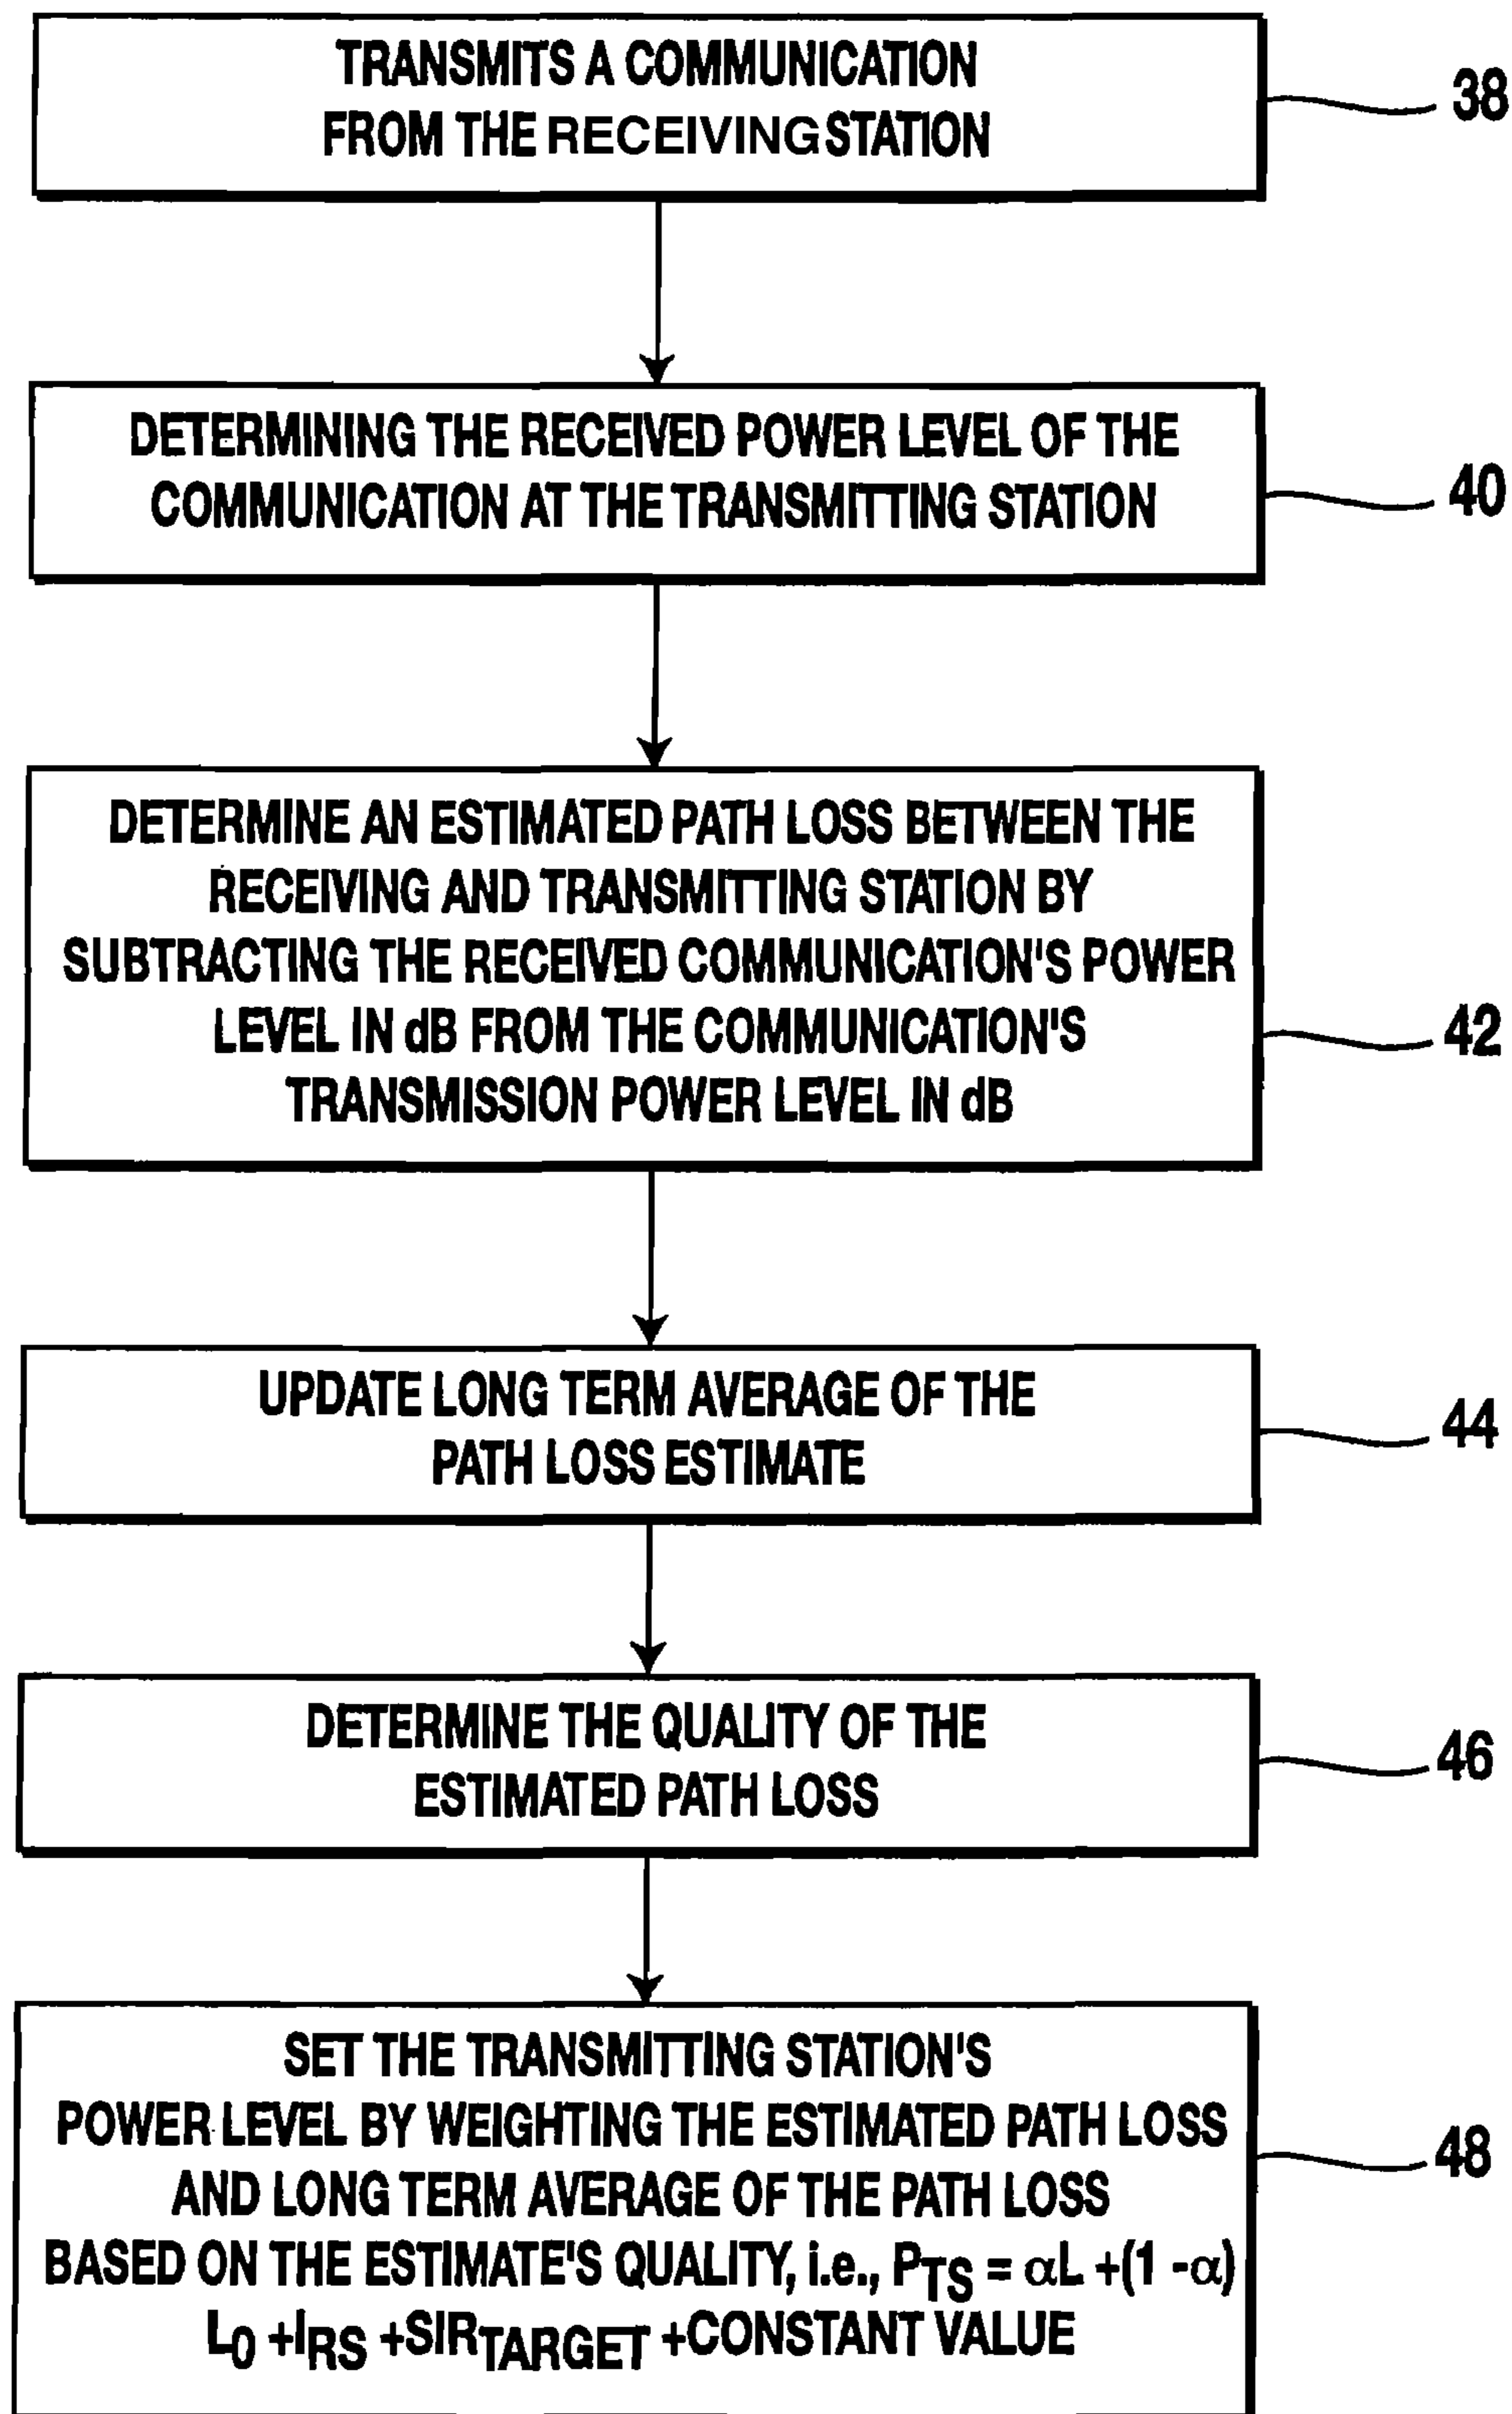 TRANSMITS A COMMUNICATION
FROM THE RECEIVING STATION
38
DETERMINING THE RECEIVED POWER LEVEL OF THE
COMMUNICATION AT THE TRANSMITTING STATION
40
DETERMINE AN ESTIMATED PATH LOSS BETWEEN THE
RECEIVING AND TRANSMITTING STATION BY
SUBTRACTING THE RECEIVED COMMUNICATION'S POWER
LEVEL IN dB FROM THE COMMUNICATION'S
TRANSMISSION POWER LEVEL IN dB
42
UPDATE LONG TERM AVERAGE OF THE
PATH LOSS ESTIMATE
44
DETERMINE THE QUALITY OF THE
ESTIMATED PATH LOSS
46
SET THE TRANSMITTING STATION'S
POWER LEVEL BY WEIGHTING THE ESTIMATED PATH LOSS
AND LONG TERM AVERAGE OF THE PATH LOSS
BASED ON THE ESTIMATE'S QUALITY, i.e., PTS = αL +(1 -α)
L0 +IRS +SIRTARGET +CONSTANT VALUE
48